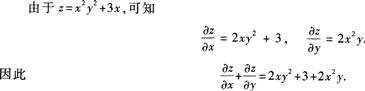 由于 z=x²y²+3x,可知
∂z/∂x = 2xy² + 3, ∂z/∂y = 2x²y.
因此 ∂z/∂x+∂z/∂y=2xy²+3+2x²y.